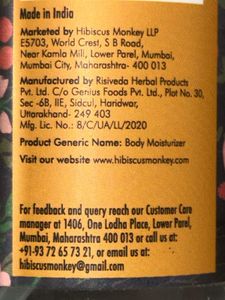 Made in India
Marketed by Hibiscus Monkey LLP
E5703, World Crest, S B Road,
Near Kamla Mill, Lower Parel, Mumbai,
Mumbai City, Maharashtra- 400 013
Manufactured by Risiveda Herbal Products
Pvt. Ltd. C/o Genius Foods Pvt. Ltd., Plot No. 30,
Sec -6B, IIE, Sidcul, Haridwar,
Uttarakhand- 249 403
Mfg. Lic. No.: 8/C/UA/LL/2020
Product Generic Name: Body Moisturizer
Visit our website www.hibiscusmonkey.com
For feedback and query reach our Customer Care
manager at 1406, One Lodha Place, Lower Parel,
Mumbai, Maharashtra 400 013 or call us at:
+91-93 72 65 73 21, or email us at:
hibiscusmonkey@gmail.com